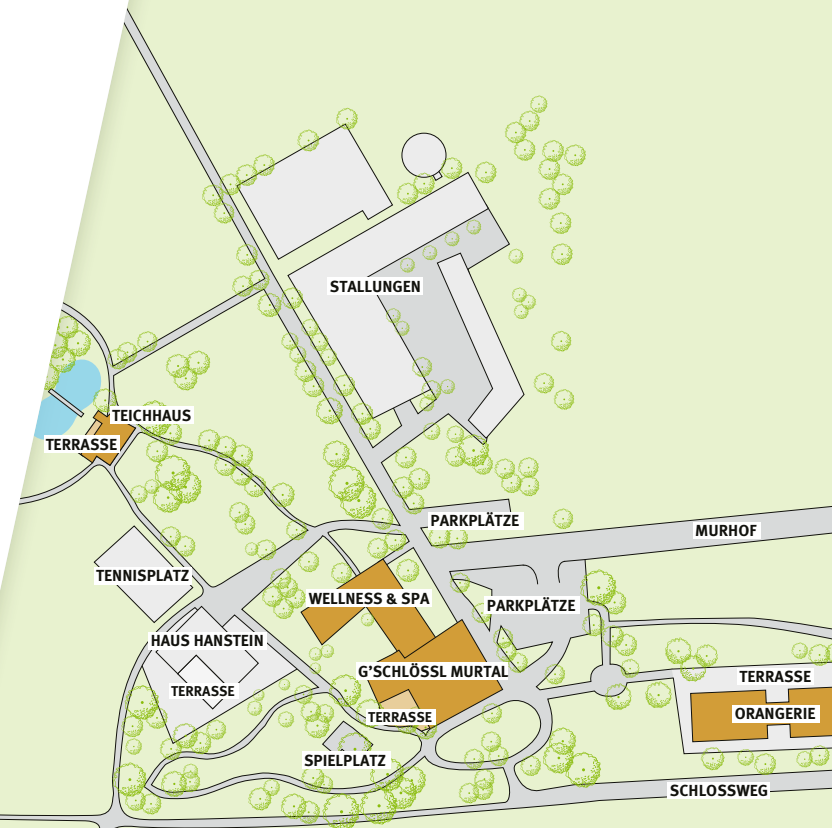 STALLUNGEN
TEICHHAUS
TERRASSE
PARKPLÄTZE
MURHOF
TENNISPLATZ
WELLNESS & SPA
PARKPLÄTZE
HAUS HANSTEIN
G'SCHLÖSSL MURTAL
TERRASSE
TERRASSE
ORANGERIE
TERRASSE
SPIELPLATZ
SCHLOSSWEG